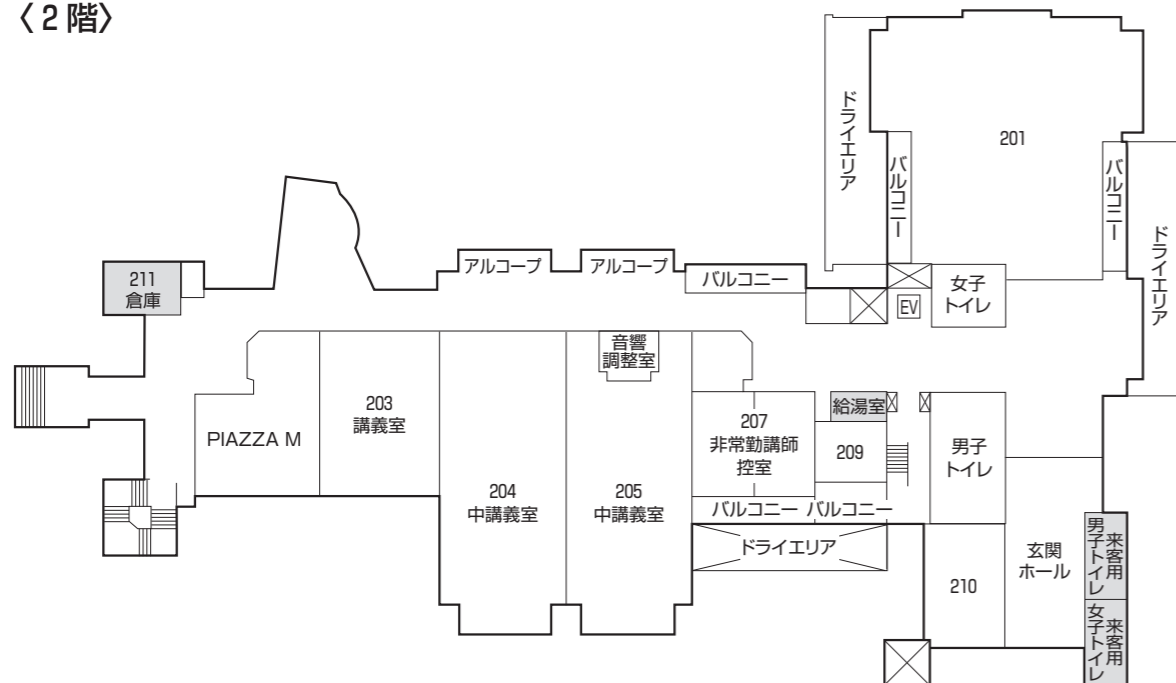 〈2階〉
ドライエリア
バルコニー
201
バルコニー
ドライエリア
211
倉庫
アルコープ
アルコープ
バルコニー
EV
女子
トイレ
音響
調整室
203
講義室
PIAZZA M
204
中講義室
205
中講義室
207
非常勤講師
控室
給湯室
209
男子
トイレ
バルコニー
バルコニー
ドライエリア
210
玄関
ホール
来客用
男子トイレ
来客用
女子トイレ